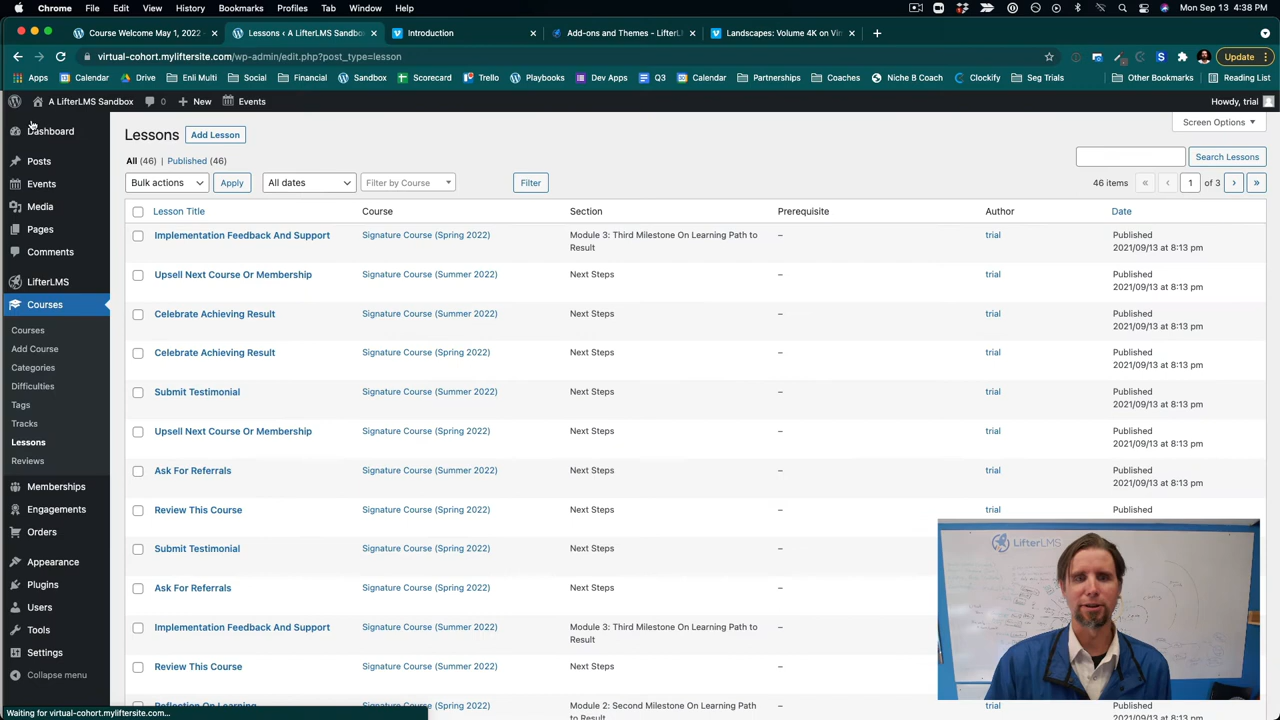 Chrome File Edit View History Bookmarks Profiles Tab Window Help Mon Sep 13 4:38 PM
Course Welcome May 1, 2022 - Lessons ‹ A LifterLMS Sandbox Introduction Add-ons and Themes – LifterL Landscapes: Volume 4K on Vim
virtual-cohort.myliftersite.com/wp-admin/edit.php?post_type=lesson Update
Apps Calendar Drive Enli Multi Social Financial Sandbox Scorecard Trello Playbooks Dev Apps Q3 Calendar Partnerships Coaches Niche B Coach Clockify Seg Trials Other Bookmarks Reading List
A LifterLMS Sandbox 0 New Events Howdy, trial
Dashboard
Posts
Events
Media
Pages
Comments
LifterLMS
Courses
Courses
Add Course
Categories
Difficulties
Tags
Tracks
Lessons
Reviews
Memberships
Engagements
Orders
Appearance
Plugins
Users
Tools
Settings
Collapse menu
Screen Options
Lessons Add Lesson
All (46) | Published (46) Search Lessons
Bulk actions Apply All dates Filter by Course Filter 46 items « ‹ 1 of 3 › »
Lesson Title Course Section Prerequisite Author Date
Implementation Feedback And Support Signature Course (Spring 2022) Module 3: Third Milestone On Learning Path to – trial Published
Result 2021/09/13 at 8:13 pm
Upsell Next Course Or Membership Signature Course (Summer 2022) Next Steps – trial Published
2021/09/13 at 8:13 pm
Celebrate Achieving Result Signature Course (Summer 2022) Next Steps – trial Published
2021/09/13 at 8:13 pm
Celebrate Achieving Result Signature Course (Spring 2022) Next Steps – trial Published
2021/09/13 at 8:13 pm
Submit Testimonial Signature Course (Summer 2022) Next Steps – trial Published
2021/09/13 at 8:13 pm
Upsell Next Course Or Membership Signature Course (Spring 2022) Next Steps – trial Published
2021/09/13 at 8:13 pm
Ask For Referrals Signature Course (Summer 2022) Next Steps – trial Published
2021/09/13 at 8:13 pm
Review This Course Signature Course (Spring 2022) Next Steps – trial Published
Submit Testimonial Signature Course (Spring 2022) Next Steps –
Ask For Referrals Signature Course (Spring 2022) Next Steps –
Implementation Feedback And Support Signature Course (Summer 2022) Module 3: Third Milestone On Learning Path to –
Result
Review This Course Signature Course (Summer 2022) Next Steps –
Reflection On Learning Signature Course (Spring 2022) Module 2: Second Milestone On Learning Path –
to Result
LifterLMS
Waiting for virtual-cohort.myliftersite.com...